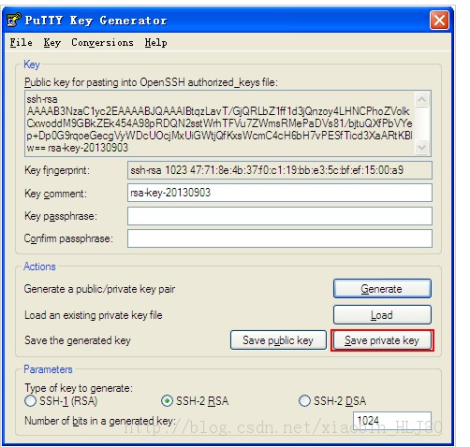 PuTTY Key Generator
File Key Conversions Help
Key
Public key for pasting into OpenSSH authorized_keys file:
ssh-rsa
AAAAB3NzaC1yc2EAAAABJQAAAIBtqzLavT/GjQRLbZ1ff1d3jQnzoy4LHNCPhoZVolk
CxwoddM9GBkZEk454A98pRDQN2sstWrhTFVu7ZWmsRMePaDVs81/bjtuQXfPbVYe
p+Dp0G9rqoeGecgVyWDcUOcjMxUiGWtjQfKxsWcmC4cH6bH7vPESfTicd3XaARtKBl
w== rsa-key-20130903
Key fingerprint: ssh-rsa 1023 47:71:8e:4b:37:f0:c1:19:bb:e3:5c:bf:ef:15:00:a9
Key comment: rsa-key-20130903
Key passphrase:
Confirm passphrase:
Actions
Generate a public/private key pair Generate
Load an existing private key file Load
Save the generated key Save public key Save private key
Parameters
Type of key to generate:
SSH-1 (RSA) SSH-2 RSA SSH-2 DSA
Number of bits in a generated key: 1024
http://blog.csdn.net/xiaobin_HLJ80